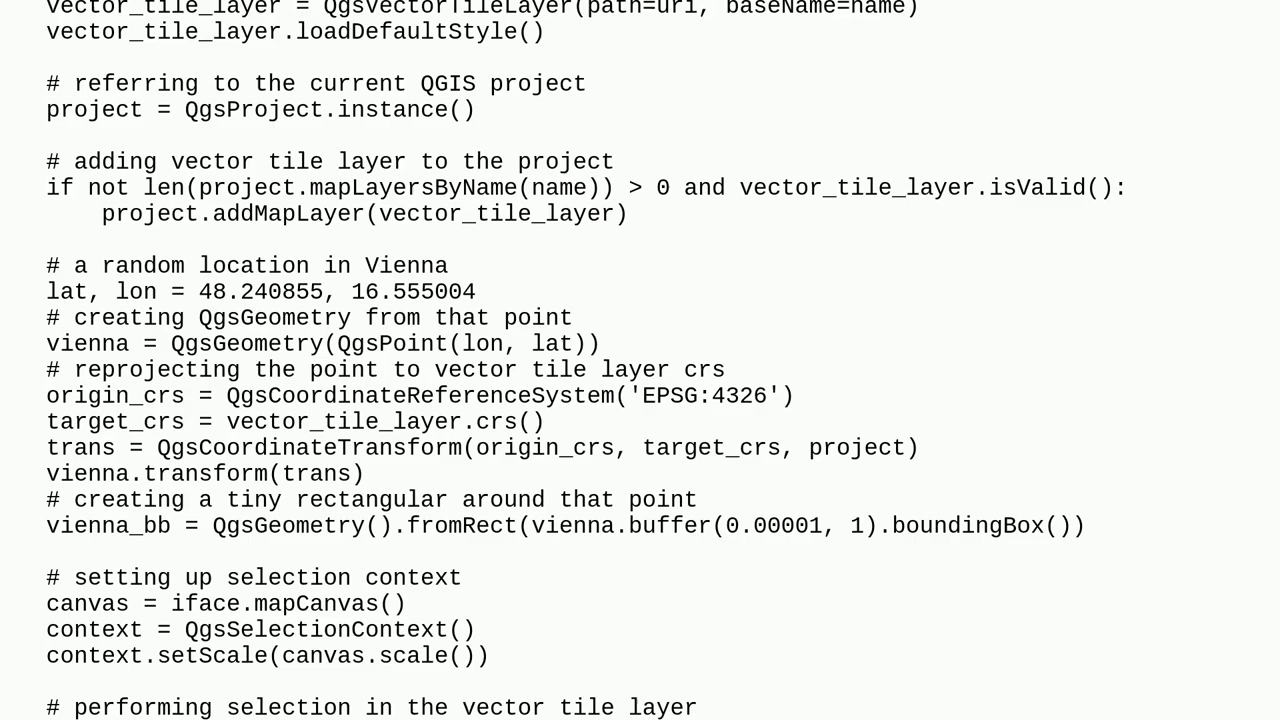 vector_tile_layer = QgsVectorTileLayer(path=uri, baseName=name)
vector_tile_layer.loadDefaultStyle()

# referring to the current QGIS project
project = QgsProject.instance()

# adding vector tile layer to the project
if not len(project.mapLayersByName(name)) > 0 and vector_tile_layer.isValid():
    project.addMapLayer(vector_tile_layer)

# a random location in Vienna
lat, lon = 48.240855, 16.555004
# creating QgsGeometry from that point
vienna = QgsGeometry(QgsPoint(lon, lat))
# reprojecting the point to vector tile layer crs
origin_crs = QgsCoordinateReferenceSystem('EPSG:4326')
target_crs = vector_tile_layer.crs()
trans = QgsCoordinateTransform(origin_crs, target_crs, project)
vienna.transform(trans)
# creating a tiny rectangular around that point
vienna_bb = QgsGeometry().fromRect(vienna.buffer(0.00001, 1).boundingBox())

# setting up selection context
canvas = iface.mapCanvas()
context = QgsSelectionContext()
context.setScale(canvas.scale())

# performing selection in the vector tile layer